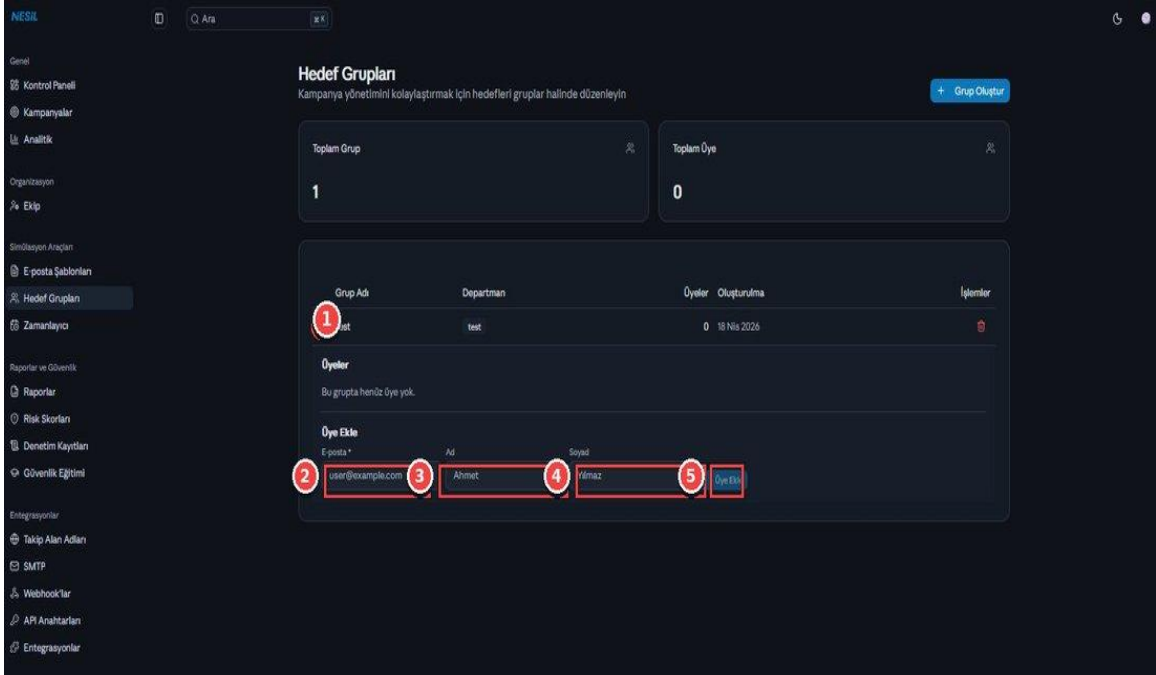 NESIL
Ara
⌘ K
Genel
Kontrol Paneli
Kampanyalar
Analitik
Organizasyon
Ekip
Simülasyon Araçları
E-posta Şablonları
Hedef Grupları
Zamanlayıcı
Raporlar ve Güvenlik
Raporlar
Risk Skorları
Denetim Kayıtları
Güvenlik Eğitimi
Entegrasyonlar
Takip Alan Adları
SMTP
Webhook'lar
API Anahtarları
Entegrasyonlar
Hedef Grupları
Kampanya yönetimini kolaylaştırmak için hedefleri gruplar halinde düzenleyin
+ Grup Oluştur
Toplam Grup
1
Toplam Üye
0
Grup Adı Departman Üyeler Oluşturulma İşlemler
1 test 0 18 Nis 2026
Üyeler
Bu grupta henüz üye yok.
Üye Ekle
E-posta * Ad Soyad
2 user@example.com 3 Ahmet 4 Yılmaz 5 Üye Ekle